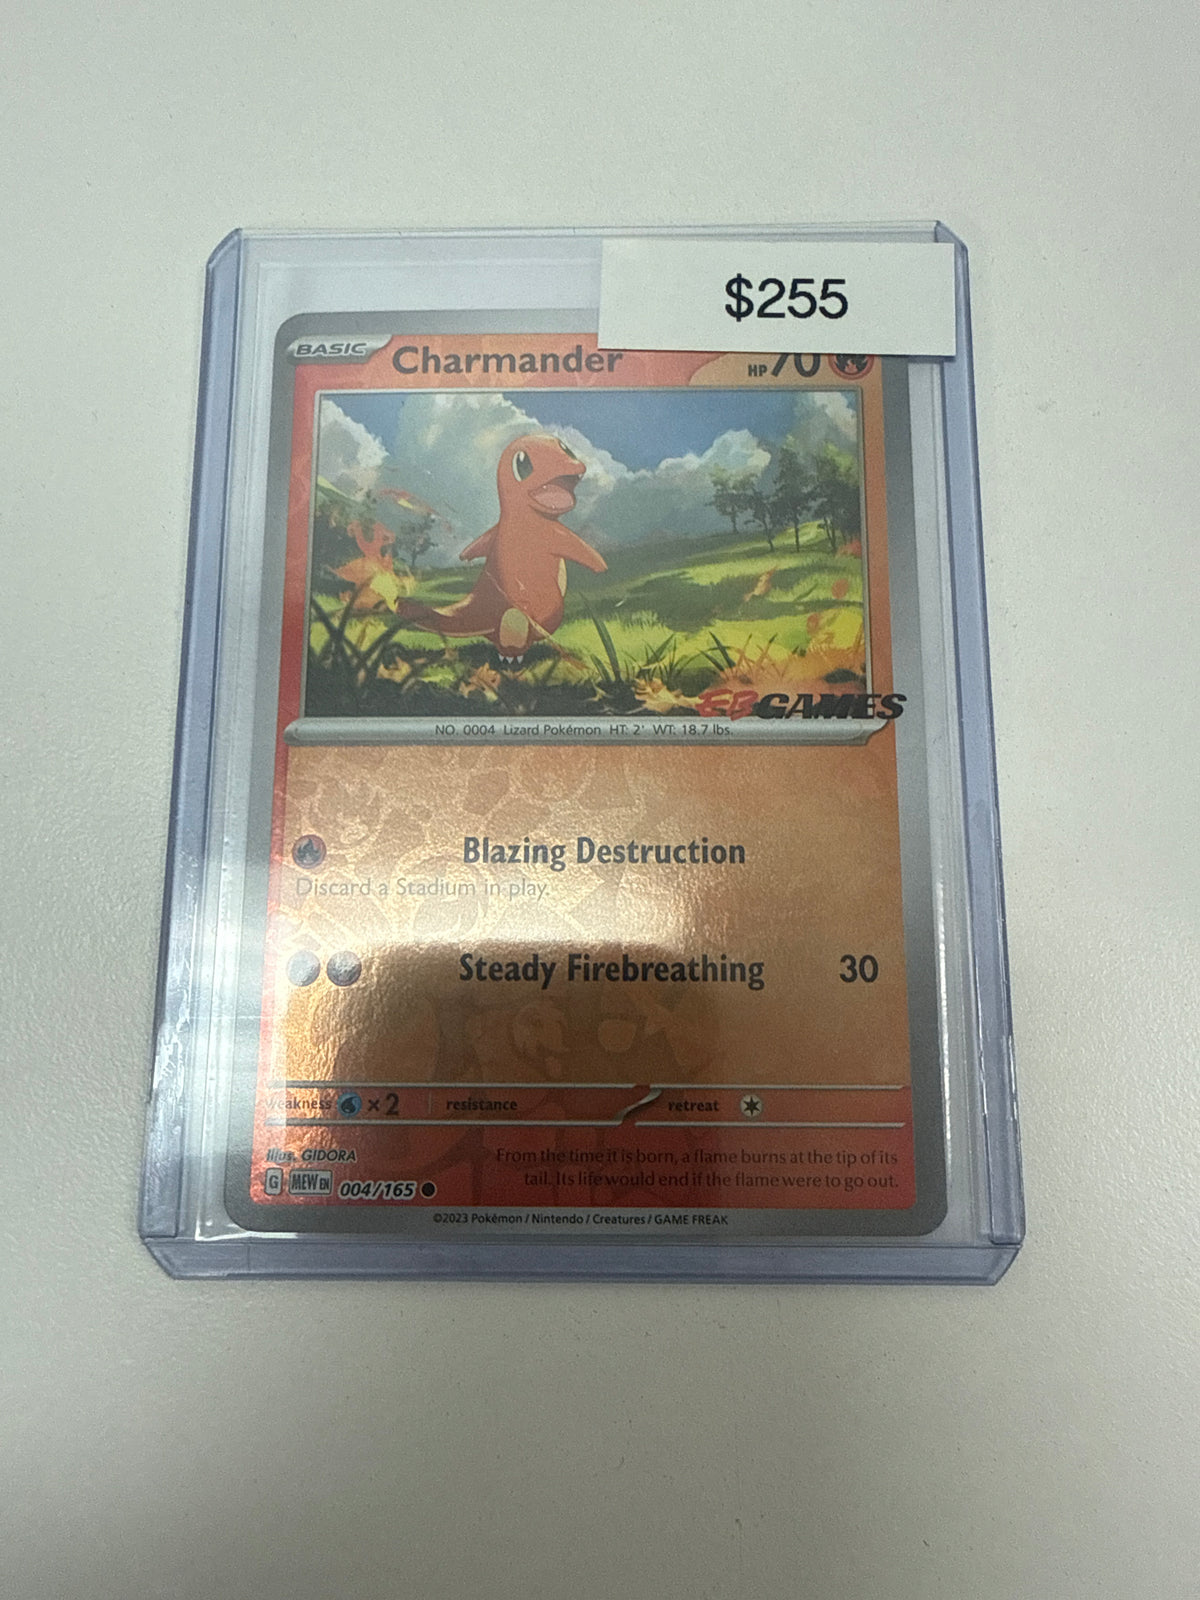 $255
BASIC Charmander HP 70
EBGAMES
NO. 0004 Lizard Pokémon HT: 2' WT: 18.7 lbs.
Blazing Destruction
Discard a Stadium in play.
Steady Firebreathing 30
weakness x2 resistance retreat
Illus. GIDORA
From the time it is born, a flame burns at the tip of its
tail. Its life would end if the flame were to go out.
G MEW EN 004/165
©2023 Pokémon / Nintendo / Creatures / GAME FREAK